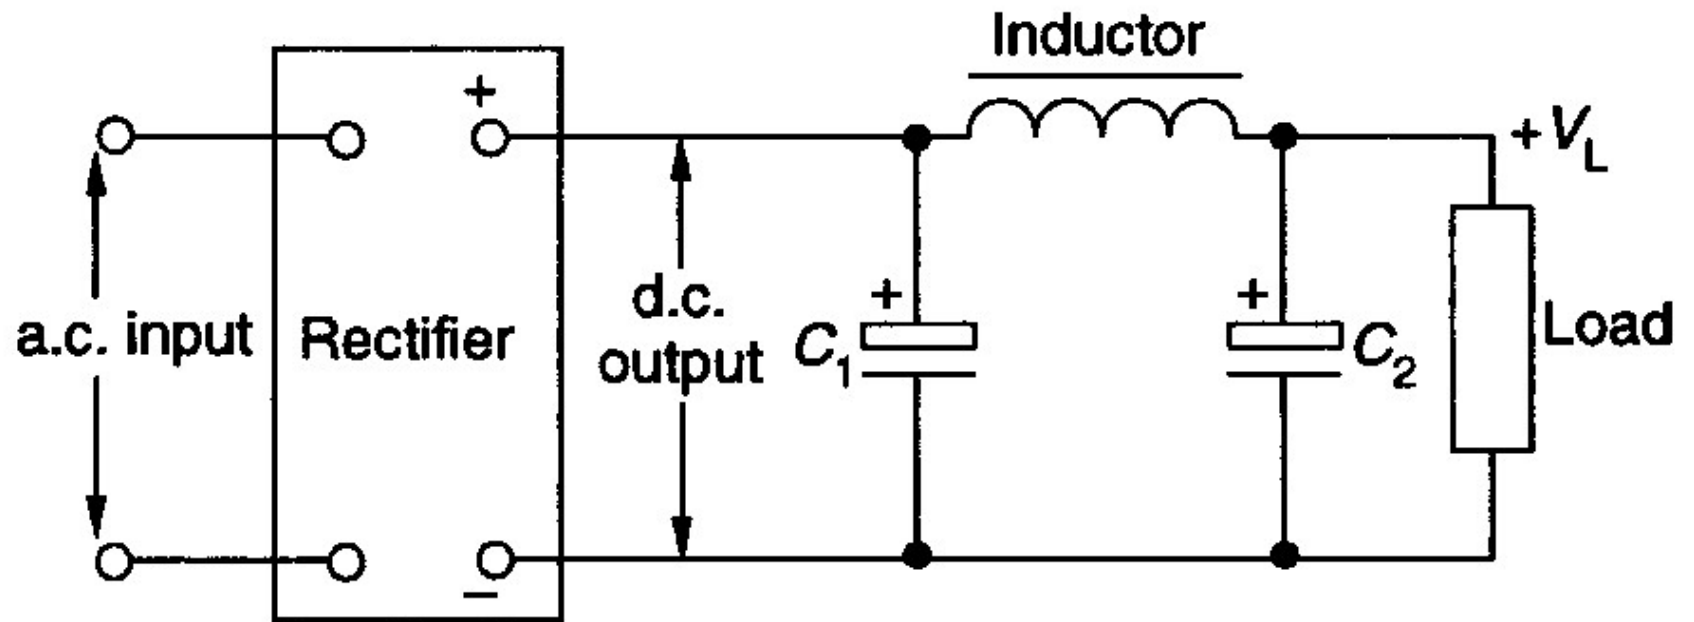 Inductor
+
+V_L
a.c. input
Rectifier
d.c.
output
+
C_1
+
C_2
Load
−